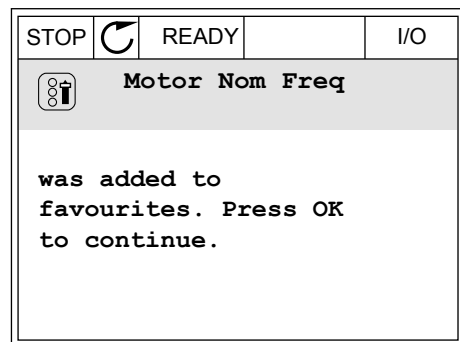 STOP READY I/O
Motor Nom Freq
was added to
favourites. Press OK
to continue.